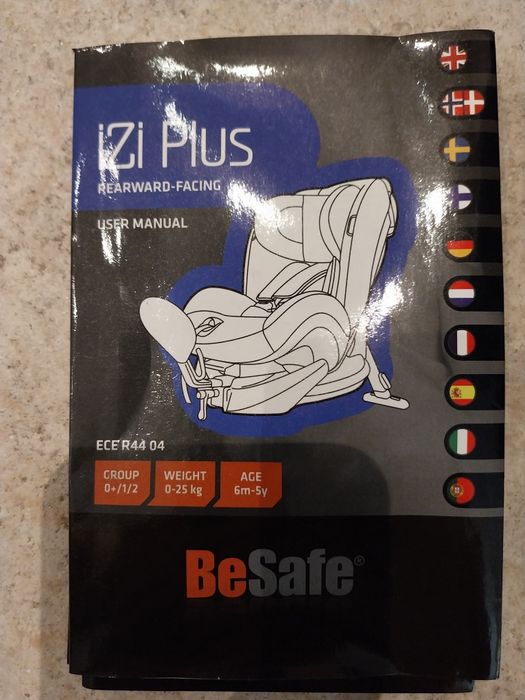 iZi Plus
REARWARD-FACING
USER MANUAL
ECE R44 04
GROUP
0+/1/2
WEIGHT
0-25 kg
AGE
6m-5y
BeSafe®